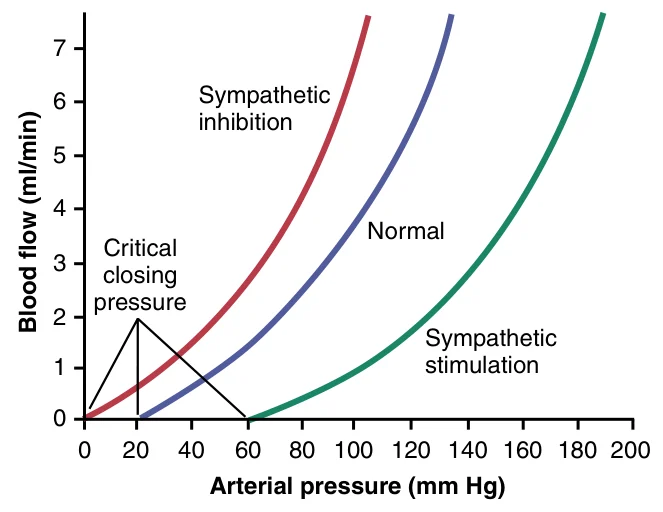 7
6
5
4
3
2
1
0
Blood flow (ml/min)
Sympathetic
inhibition
Critical
closing
pressure
Normal
Sympathetic
stimulation
0 20 40 60 80 100 120 140 160 180 200
Arterial pressure (mm Hg)